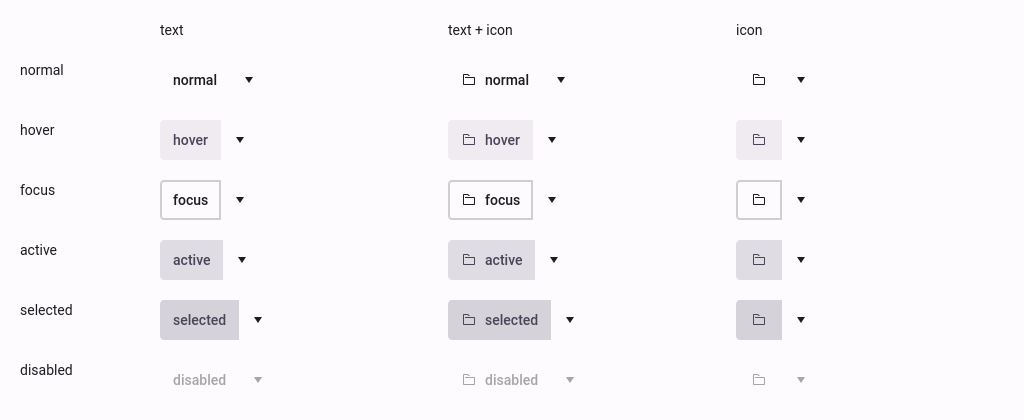 text text + icon icon
normal normal normal
hover hover hover
focus focus focus
active active active
selected selected selected
disabled disabled disabled